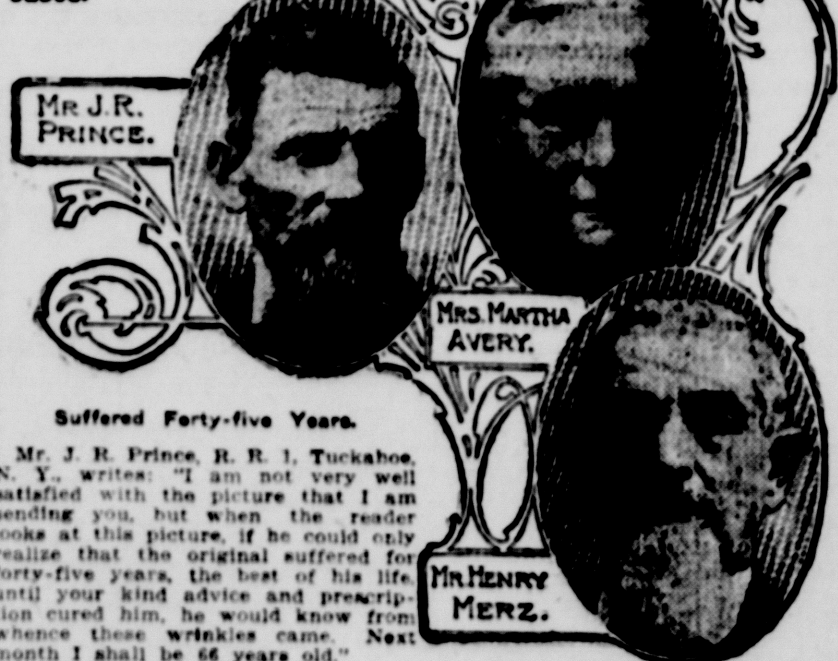 MR J.R.
PRINCE.
MRS. MARTHA
AVERY.
MR HENRY
MERZ.
Suffered Forty-five Years.
Mr. J. R. Prince, R. R. 1, Tuckahoe,
N. Y., writes: "I am not very well
satisfied with the picture that I am
sending you, but when the reader
looks at this picture, if he could only
realize that the original suffered for
forty-five years, the best of his life,
until your kind advice and prescrip-
tion cured him, he would know from
whence these wrinkles came. Next
month I shall be 66 years old."